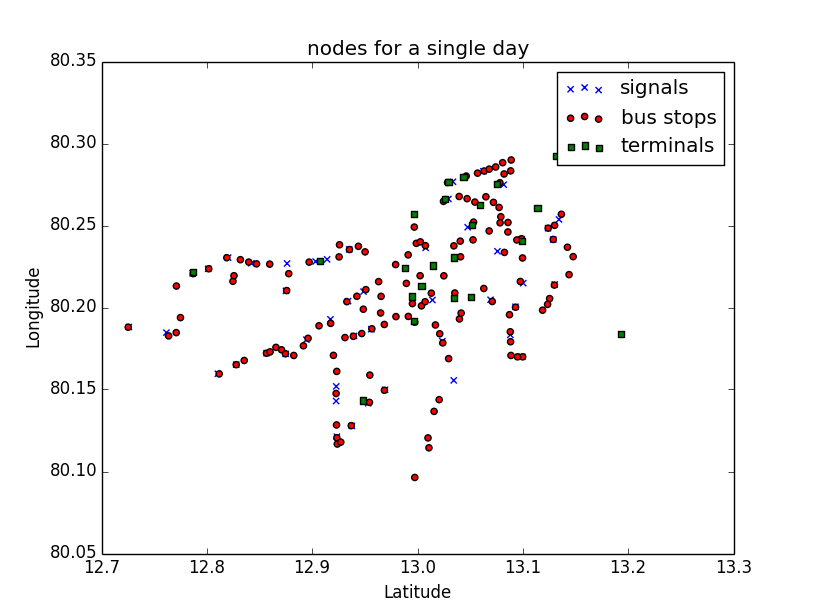 nodes for a single day
signals
bus stops
terminals
80.35
80.30
80.25
80.20
80.15
80.10
80.05
Longitude
12.7 12.8 12.9 13.0 13.1 13.2 13.3
Latitude